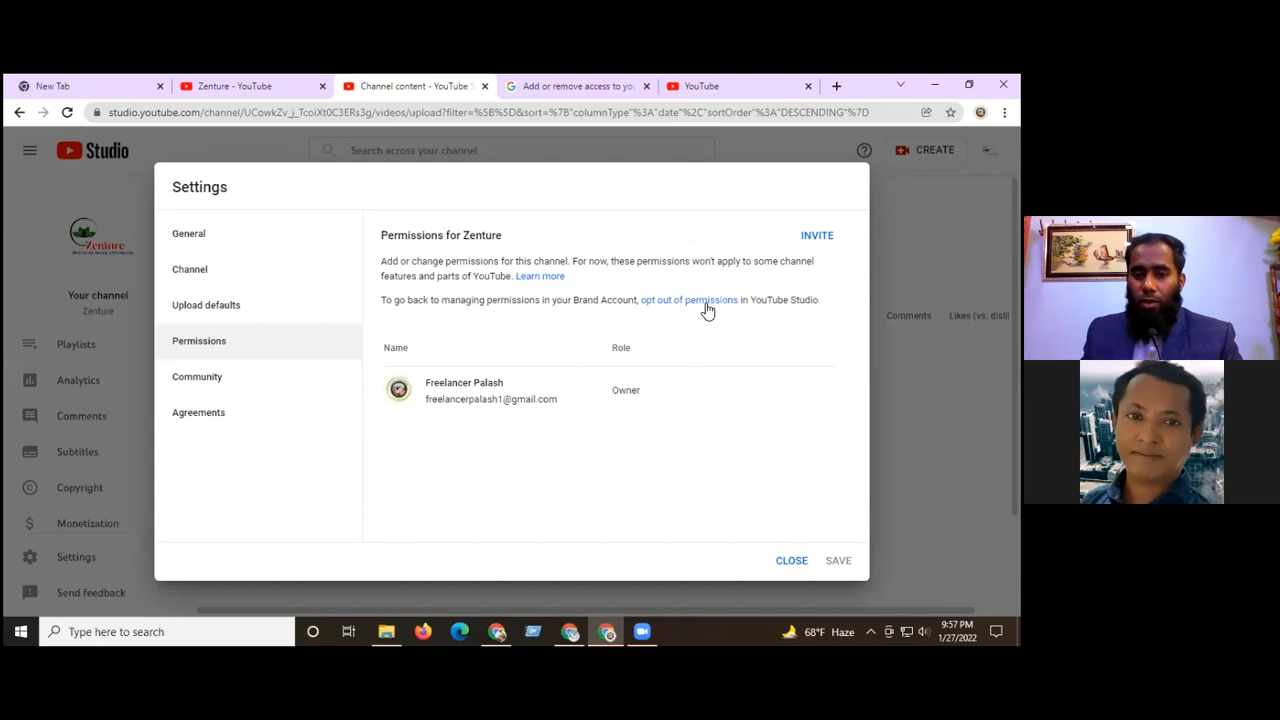 New Tab
Zenture - YouTube
Channel content - YouTube S
Add or remove access to you
YouTube
studio.youtube.com/channel/UCowkZv_j_TcoiXt0C3ERs3g/videos/upload?filter=%5B%5D&sort=%7B"columnType"%3A"date"%2C"sortOrder"%3A"DESCENDING"%7D
Studio
Search across your channel
CREATE
Settings
Zenture
Your channel
Zenture
Playlists
Analytics
Comments
Subtitles
Copyright
Monetization
Settings
Send feedback
General
Channel
Upload defaults
Permissions
Community
Agreements
Permissions for Zenture
INVITE
Add or change permissions for this channel. For now, these permissions won't apply to some channel
features and parts of YouTube. Learn more
To go back to managing permissions in your Brand Account, opt out of permissions in YouTube Studio.
Name Role
Freelancer Palash
freelancerpalash1@gmail.com
Owner
Comments Likes (vs. disli
CLOSE SAVE
Type here to search
68°F Haze
9:57 PM
1/27/2022